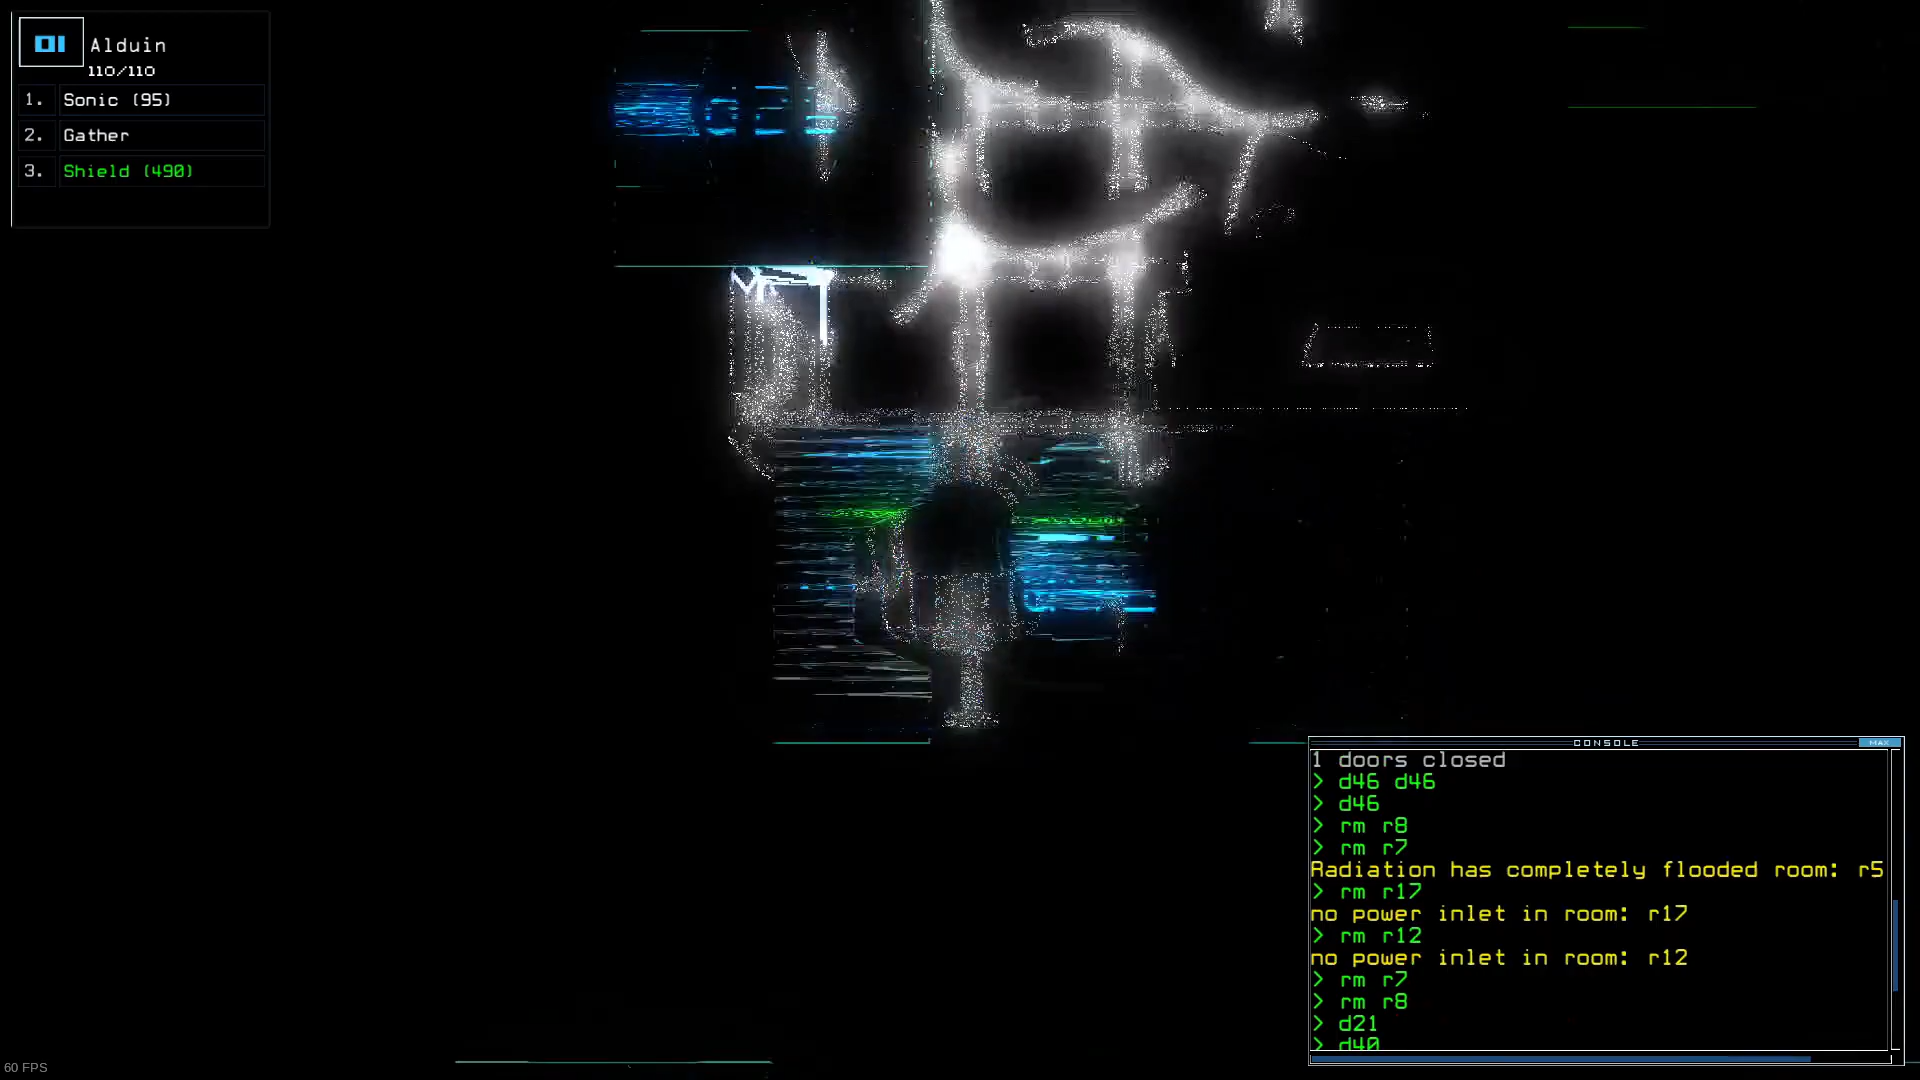 01 Alduin
110/110
1. Sonic (95)
2. Gather
3. Shield (490)
CONSOLE
MAX
1 doors closed
> d46 d46
> d46
> rm r8
> rm r7
Radiation has completely flooded room: r5
> rm r17
no power inlet in room: r17
> rm r12
no power inlet in room: r12
> rm r7
> rm r8
> d21
> d40
60 FPS